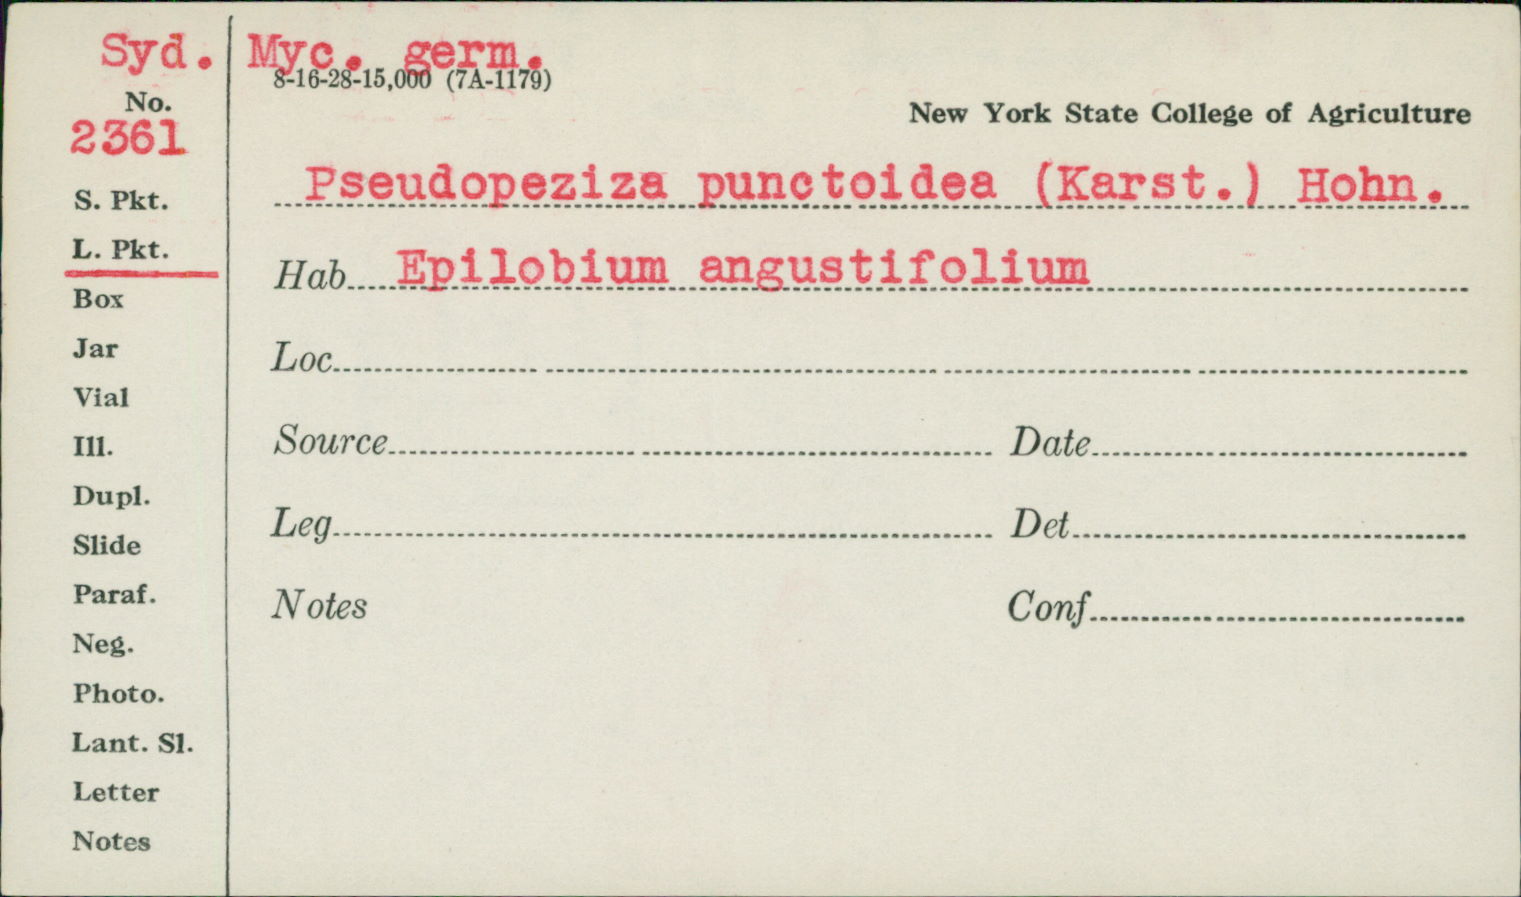 Syd. Myc. germ.
8-16-28-15,000 (7A-1179)
No.
2361
New York State College of Agriculture
Pseudopeziza punctoidea (Karst.) Hohn.
S. Pkt.
L. Pkt.
Box
Jar
Vial
Ill.
Dupl.
Slide
Paraf.
Neg.
Photo.
Lant. Sl.
Letter
Notes
Hab. Epilobium angustifolium
Loc.
Source
Date
Leg.
Det.
Notes
Conf.